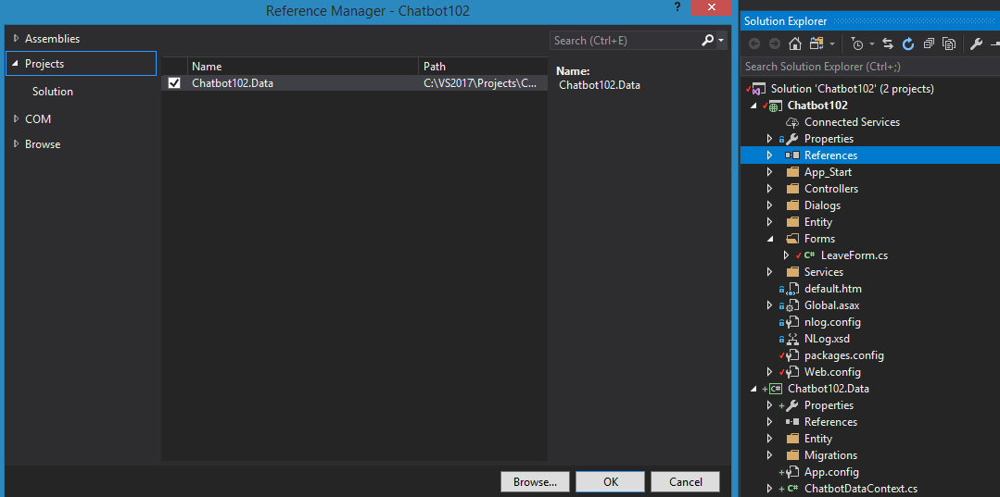 Reference Manager - Chatbot102
?
Assemblies
Projects
Solution
COM
Browse
Search (Ctrl+E)
Name Path
Chatbot102.Data C:\VS2017\Projects\C...
Name:
Chatbot102.Data
Browse... OK Cancel
Solution Explorer
Search Solution Explorer (Ctrl+;)
Solution 'Chatbot102' (2 projects)
Chatbot102
Connected Services
Properties
References
App_Start
Controllers
Dialogs
Entity
Forms
C# LeaveForm.cs
Services
default.htm
Global.asax
nlog.config
NLog.xsd
packages.config
Web.config
C# Chatbot102.Data
Properties
References
Entity
Migrations
App.config
C# ChatbotDataContext.cs